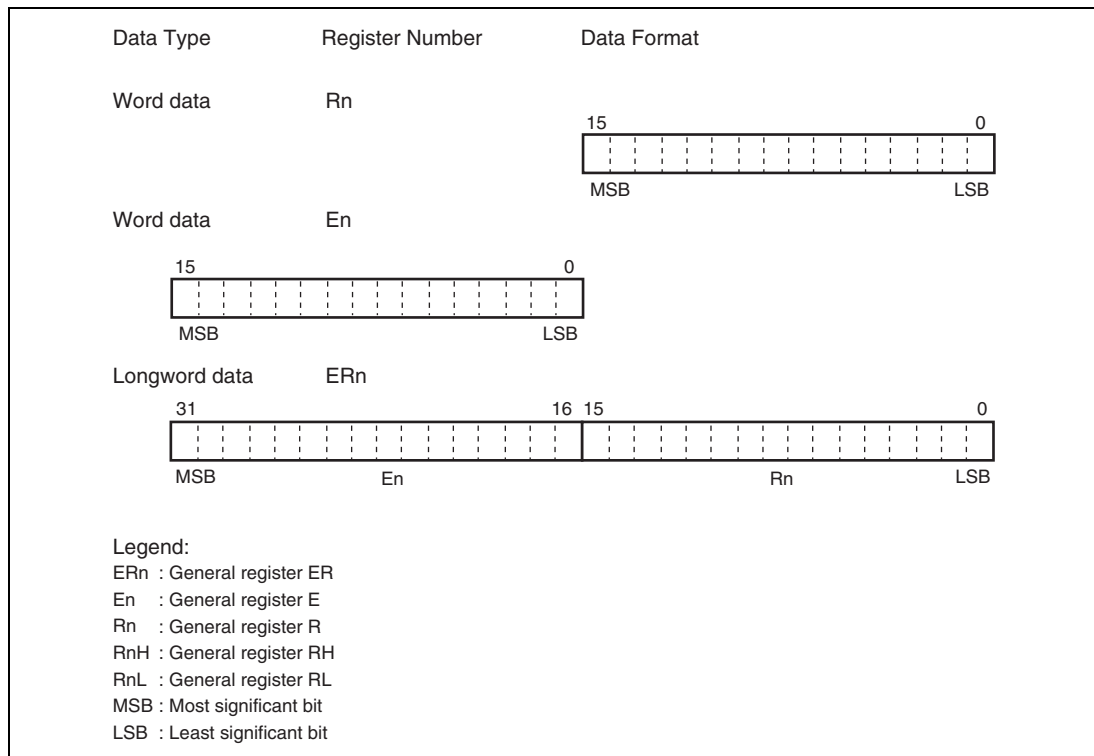 Data Type Register Number Data Format
Word data Rn
15 0
MSB LSB
Word data En
15 0
MSB LSB
Longword data ERn
31 16 15 0
MSB En Rn LSB
Legend:
ERn : General register ER
En : General register E
Rn : General register R
RnH : General register RH
RnL : General register RL
MSB : Most significant bit
LSB : Least significant bit